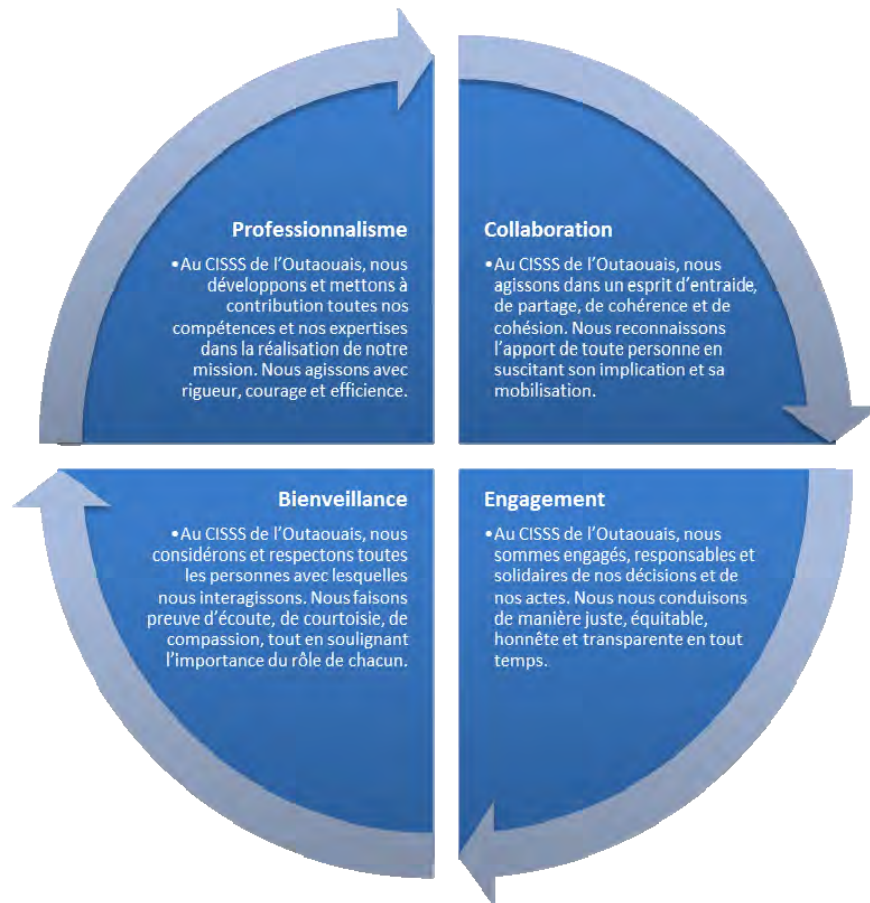 Professionnalisme
•Au CISSS de l'Outaouais, nous
développons et mettons à
contribution toutes nos
compétences et nos expertises
dans la réalisation de notre
mission. Nous agissons avec
rigueur, courage et efficience.
Collaboration
•Au CISSS de l'Outaouais, nous
agissons dans un esprit d'entraide,
de partage, de cohérence et de
cohésion. Nous reconnaissons
l'apport de toute personne en
suscitant son implication et sa
mobilisation.
Bienveillance
•Au CISSS de l'Outaouais, nous
considérons et respectons toutes
les personnes avec lesquelles
nous interagissons. Nous faisons
preuve d'écoute, de courtoisie, de
compassion, tout en soulignant
l'importance du rôle de chacun.
Engagement
•Au CISSS de l'Outaouais, nous
sommes engagés, responsables et
solidaires de nos décisions et de
nos actes. Nous nous conduisons
de manière juste, équitable,
honnête et transparente en tout
temps.